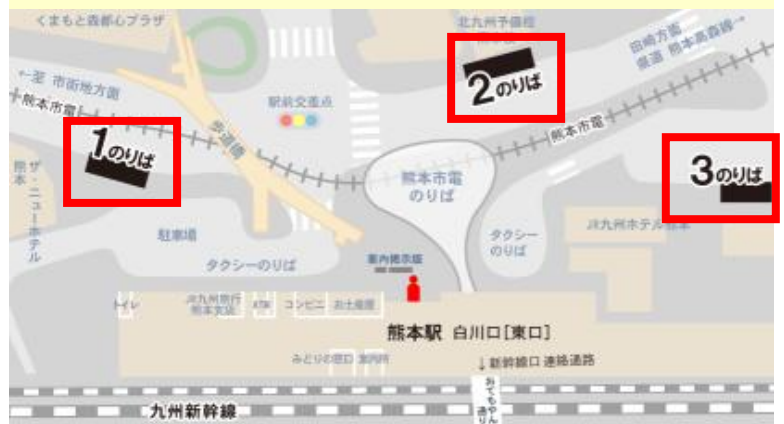 くまもと森都心プラザ
北九州予備校
田崎方面
県道 熊本高森線→
←至 市街地方面
熊本市電
駅前交差点
歩道橋
1のりば
2のりば
3のりば
熊本市電
熊本市電
のりば
ザ・ニューホテル
熊本
駐車場
タクシーのりば
タクシー
のりば
JR九州ホテル熊本
案内掲示板
トイレ
JR九州旅行
熊本支店
ATM
コンビニ
お土産屋
熊本駅 白川口[東口]
みどりの窓口 案内所
↓新幹線口 連絡通路
おてもやん
通り
九州新幹線